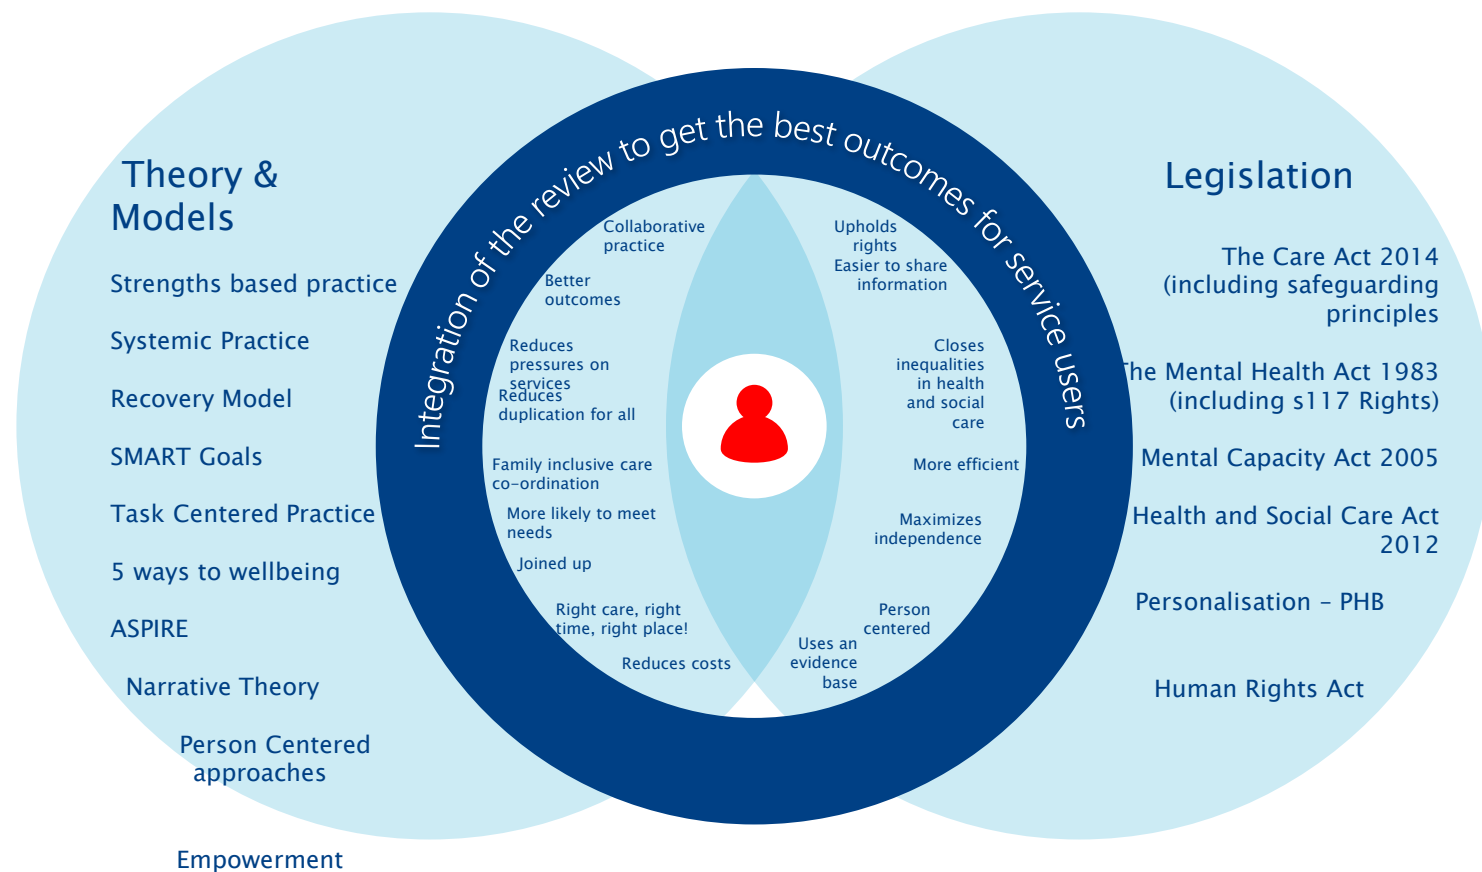 Integration of the review to get the best outcomes for service users
Theory &
Models
Strengths based practice
Systemic Practice
Recovery Model
SMART Goals
Task Centered Practice
5 ways to wellbeing
ASPIRE
Narrative Theory
Person Centered
approaches
Empowerment
Collaborative
practice
Better
outcomes
Reduces
pressures on
services
Reduces
duplication for all
Family inclusive care
co-ordination
More likely to meet
needs
Joined up
Right care, right
time, right place!
Reduces costs
Upholds
rights
Easier to share
information
Closes
inequalities
in health
and social
care
More efficient
Maximizes
independence
Person
centered
Uses an
evidence
base
Legislation
The Care Act 2014
(including safeguarding
principles
The Mental Health Act 1983
(including s117 Rights)
Mental Capacity Act 2005
Health and Social Care Act
2012
Personalisation – PHB
Human Rights Act